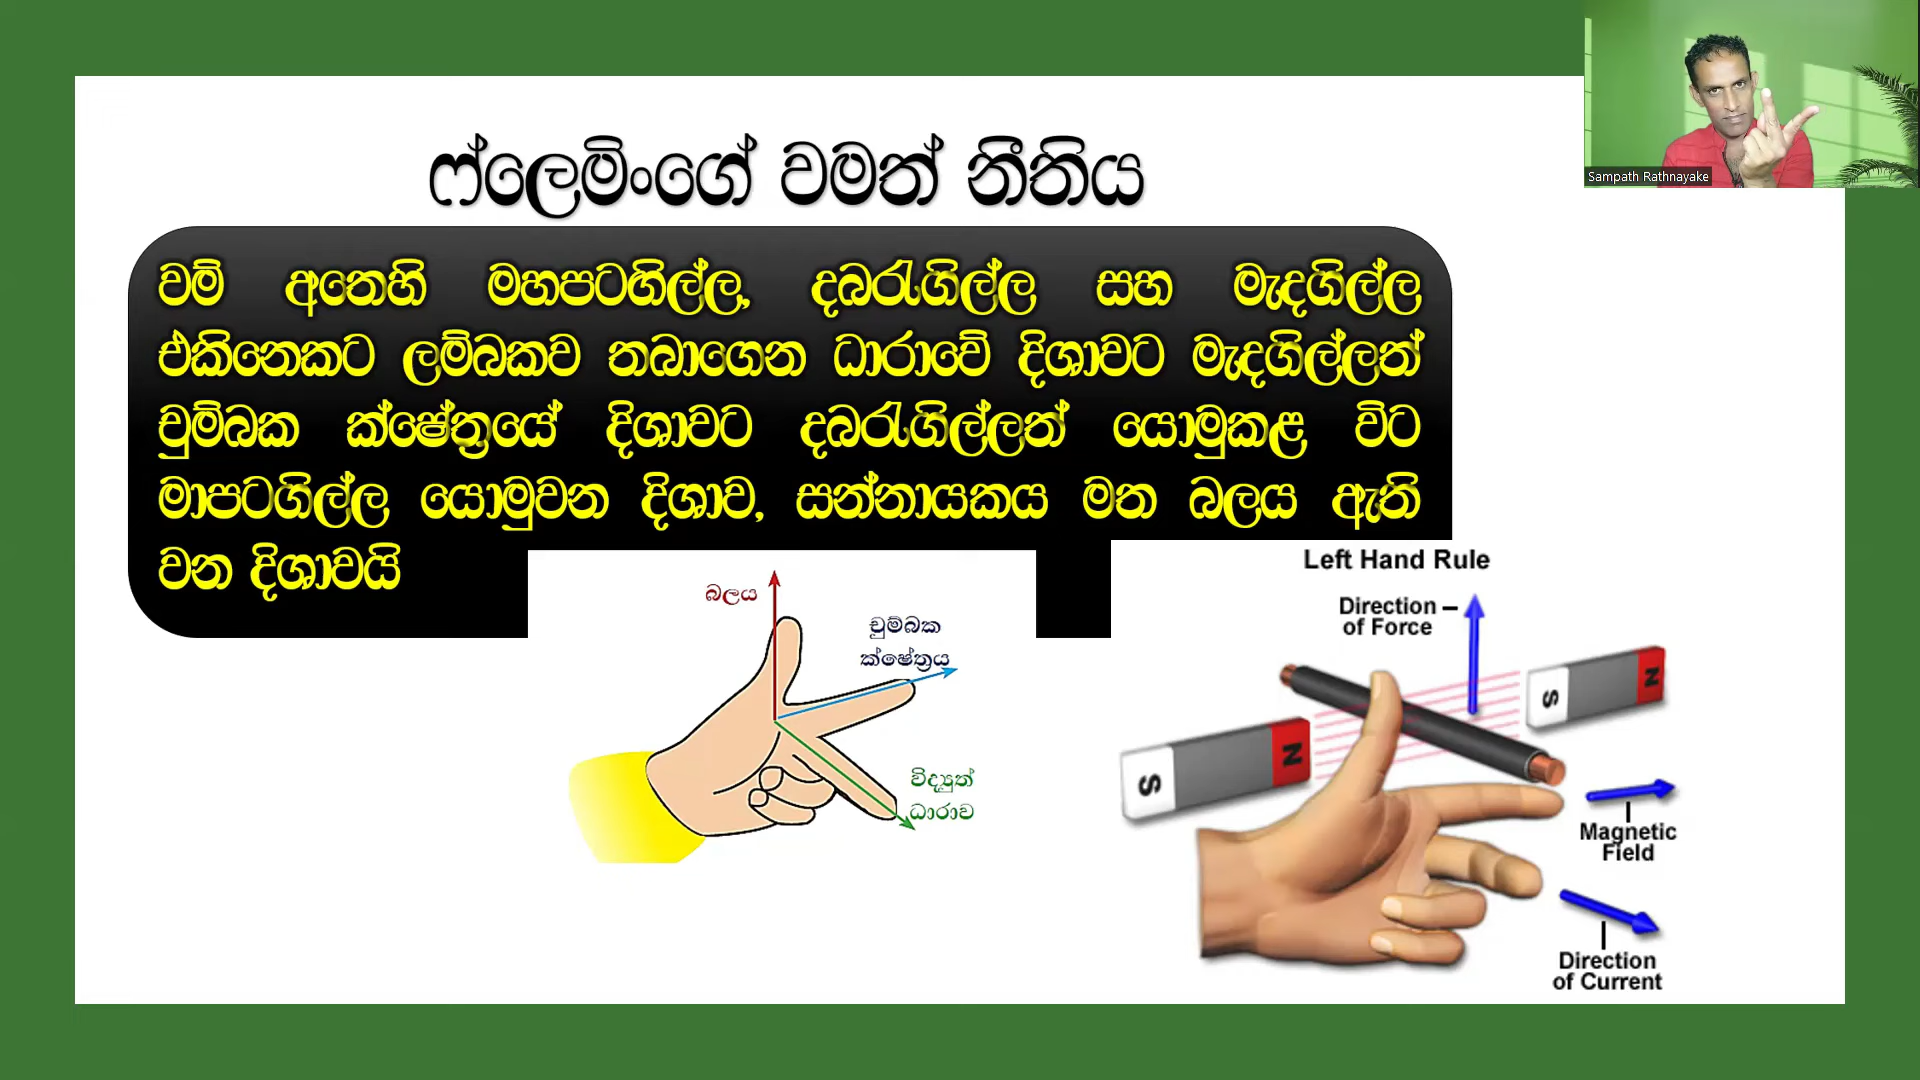 Sampath Rathnayake
ෆ්ලෙමිංගේ වමත් නීතිය
වම් අතෙහි මහපටඟිල්ල, දබරැගිල්ල සහ මැදගිල්ල
එකිනෙකට ලම්බකව තබාගෙන ධාරාවේ දිශාවට මැදගිල්ලත්
චුම්බක ක්ෂේත්‍රයේ දිශාවට දබරැගිල්ලත් යොමුකළ විට
මාපටගිල්ල යොමුවන දිශාව, සන්නායකය මත බලය ඇති
වන දිශාවයි
බලය
චුම්බක
ක්ෂේත්‍රය
විද්‍යුත්
ධාරාව
Left Hand Rule
Direction
of Force
S
N
S
N
Magnetic
Field
Direction
of Current